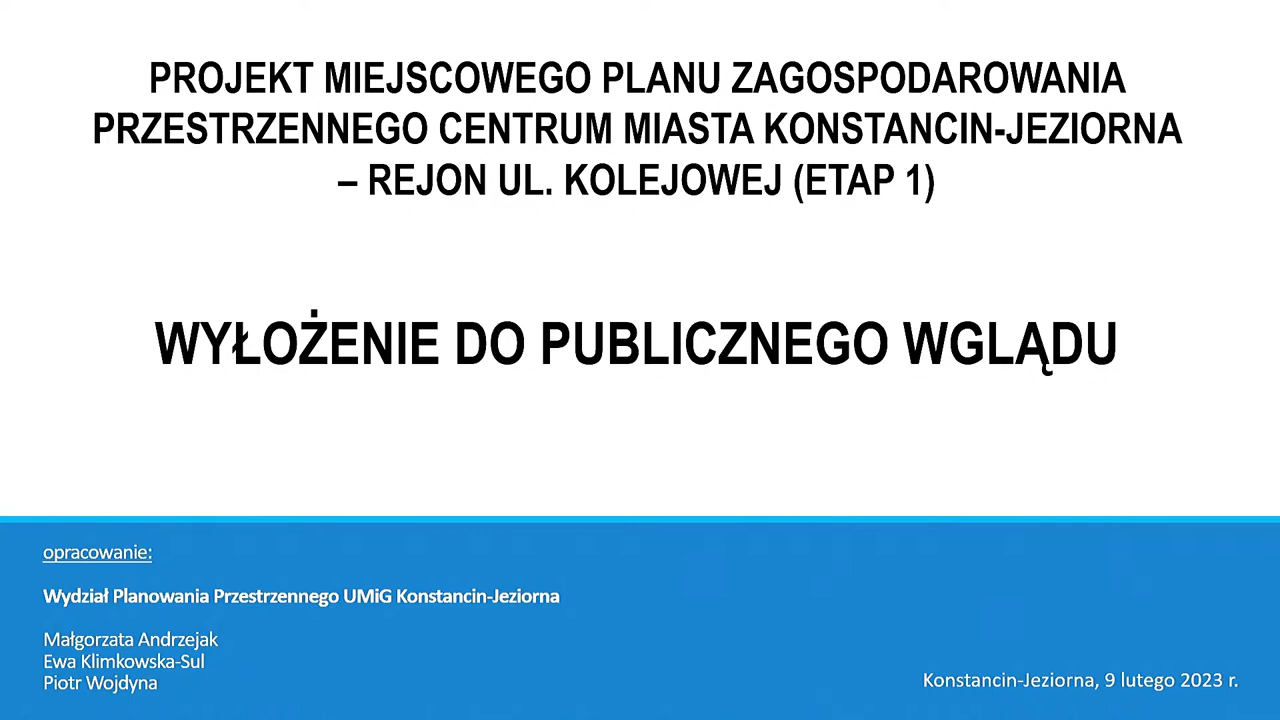 PROJEKT MIEJSCOWEGO PLANU ZAGOSPODAROWANIA
PRZESTRZENNEGO CENTRUM MIASTA KONSTANCIN-JEZIORNA
– REJON UL. KOLEJOWEJ (ETAP 1)
WYŁOŻENIE DO PUBLICZNEGO WGLĄDU
opracowanie:
Wydział Planowania Przestrzennego UMiG Konstancin-Jeziorna
Małgorzata Andrzejak
Ewa Klimkowska-Sul
Piotr Wojdyna
Konstancin-Jeziorna, 9 lutego 2023 r.